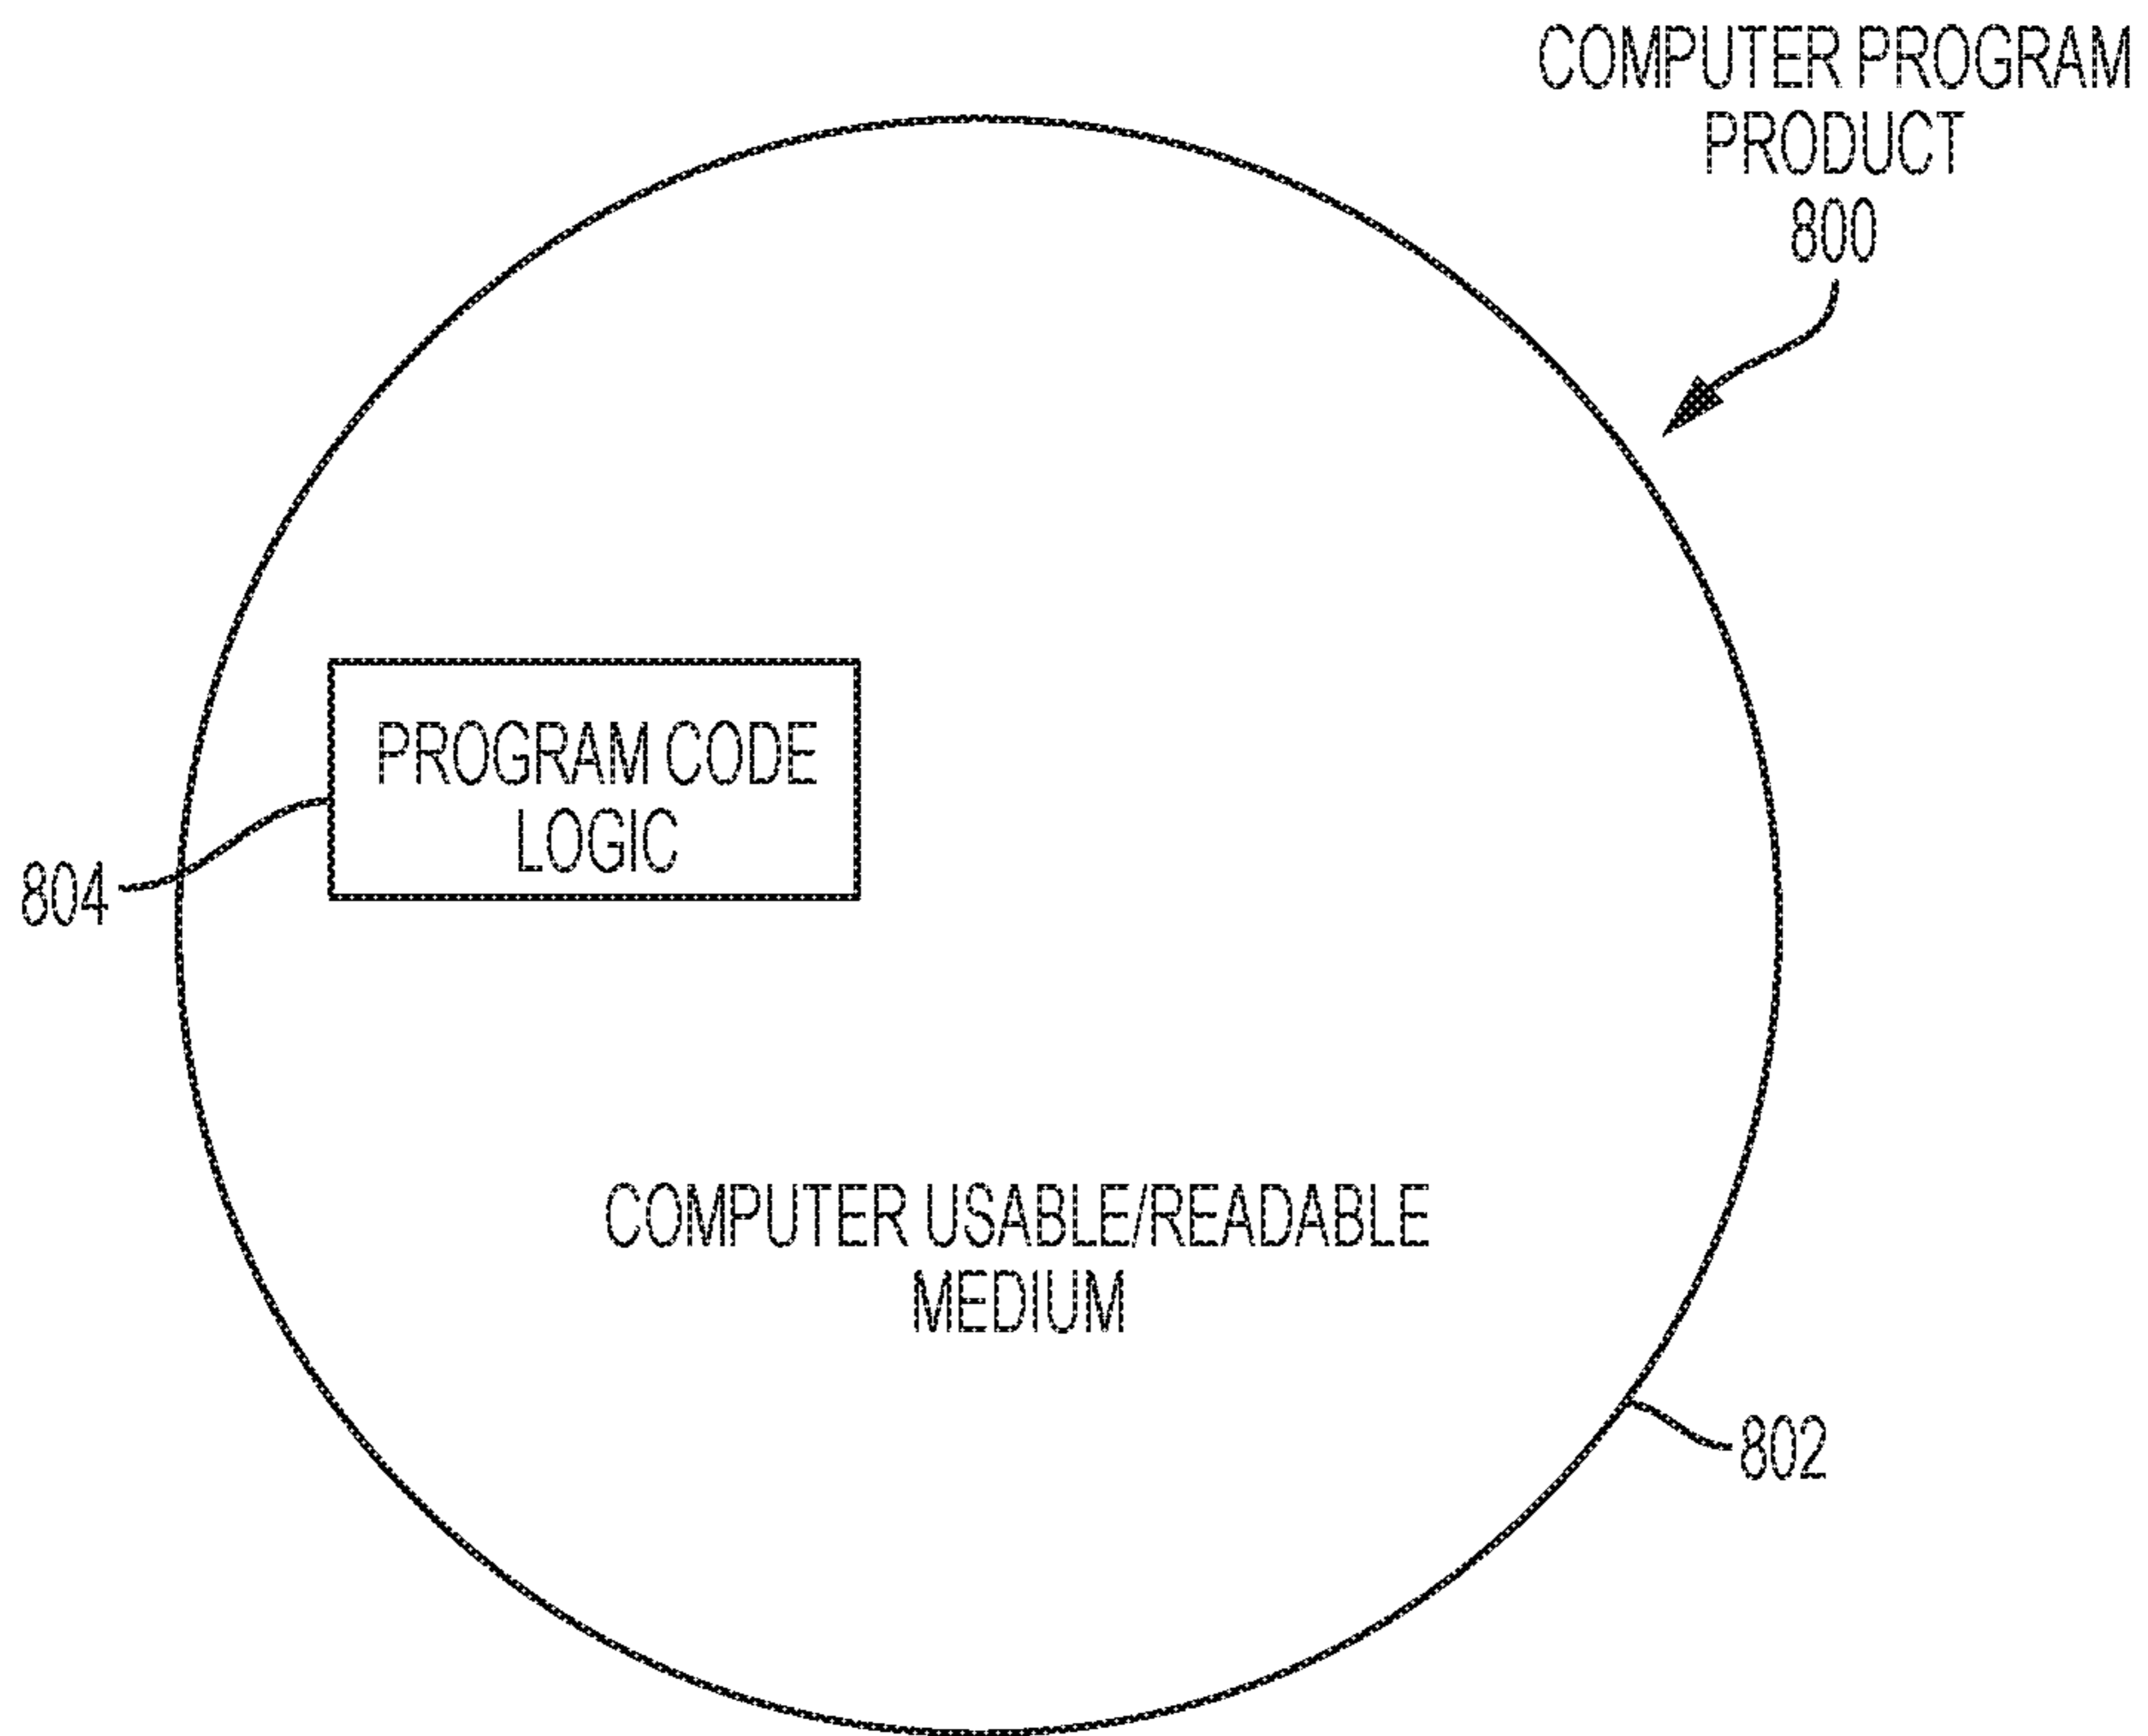 COMPUTER PROGRAM
PRODUCT
800
PROGRAM CODE
LOGIC
804
COMPUTER USABLE/READABLE
MEDIUM
802